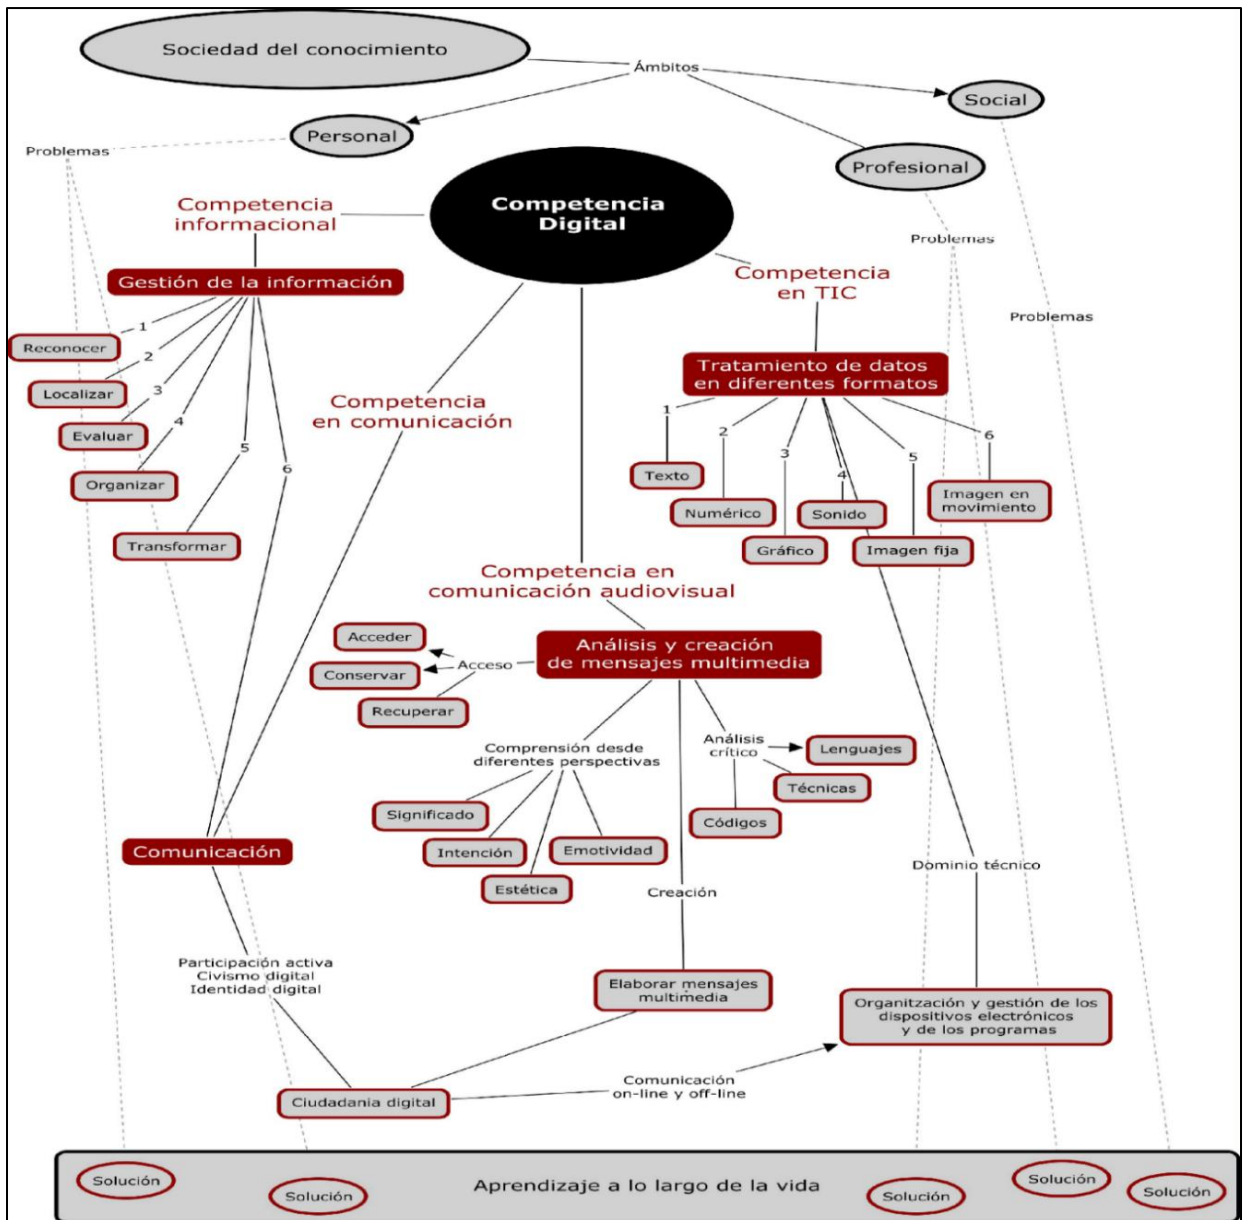 Sociedad del conocimiento
Ámbitos
Social
Personal
Problemas
Profesional
Competencia
Digital
Competencia
informacional
Problemas
Gestión de la información
Competencia
en TIC
Problemas
1
Reconocer
2
Localizar
3
Evaluar
4
Organizar
5
Transformar
6
Competencia
en comunicación
Tratamiento de datos
en diferentes formatos
1
Texto
2
Numérico
3
Gráfico
4
Sonido
5
Imagen fija
6
Imagen en
movimiento
Competencia en
comunicación audiovisual
Análisis y creación
de mensajes multimedia
Acceso
Acceder
Conservar
Recuperar
Comprensión desde
diferentes perspectivas
Significado
Intención
Estética
Emotividad
Análisis
crítico
Lenguajes
Técnicas
Códigos
Comunicación
Creación
Dominio técnico
Participación activa
Civismo digital
Identidad digital
Elaborar mensajes
multimedia
Organitzación y gestión de los
dispositivos electrónicos
y de los programas
Ciudadania digital
Comunicación
on-line y off-line
Aprendizaje a lo largo de la vida
Solución
Solución
Solución
Solución
Solución